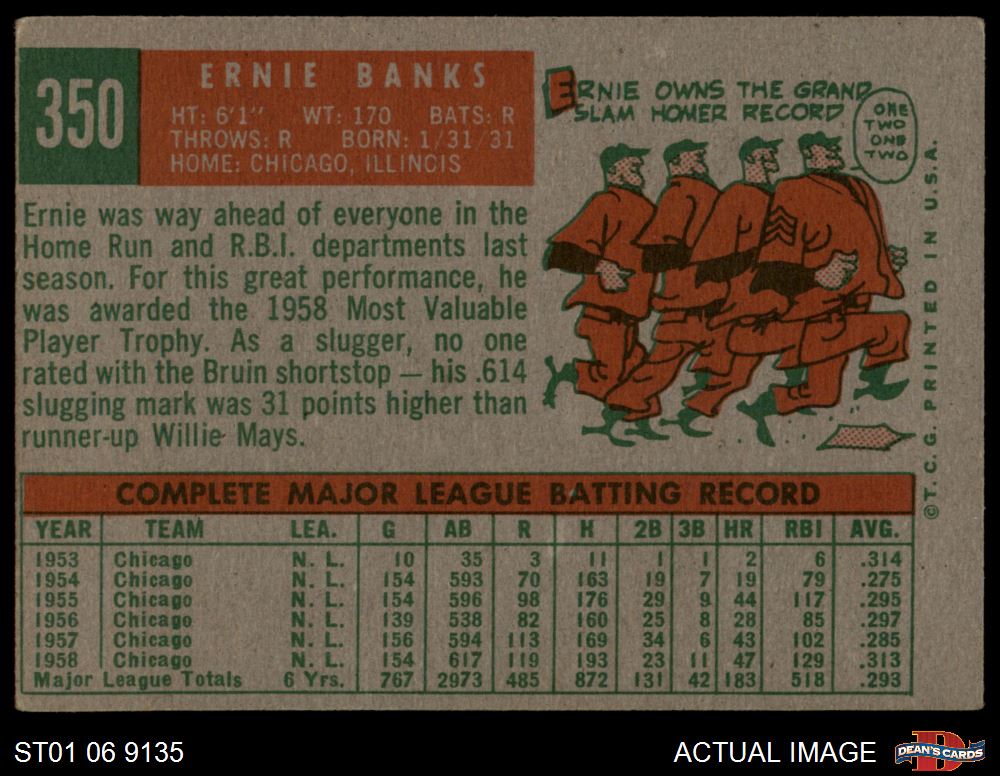 350
ERNIE BANKS
HT: 6'1" WT: 170 BATS: R
THROWS: R BORN: 1/31/31
HOME: CHICAGO, ILLINCIS
ERNIE OWNS THE GRAND
SLAM HOMER RECORD
ONE
TWO
ONE
TWO
Ernie was way ahead of everyone in the
Home Run and R.B.I. departments last
season. For this great performance, he
was awarded the 1958 Most Valuable
Player Trophy. As a slugger, no one
rated with the Bruin shortstop — his .614
slugging mark was 31 points higher than
runner-up Willie Mays.
©T. C. G. PRINTED IN U.S.A.
COMPLETE MAJOR LEAGUE BATTING RECORD
YEAR TEAM LEA. G AB R H 2B 3B HR RBI AVG.
1953 Chicago N. L. 10 35 3 11 1 1 2 6 .314
1954 Chicago N. L. 154 593 70 163 19 7 19 79 .275
1955 Chicago N. L. 154 596 98 176 29 9 44 117 .295
1956 Chicago N. L. 139 538 82 160 25 8 28 85 .297
1957 Chicago N. L. 156 594 113 169 34 6 43 102 .285
1958 Chicago N. L. 154 617 119 193 23 11 47 129 .313
Major League Totals 6 Yrs. 767 2973 485 872 131 42 183 518 .293
ST01 06 9135
ACTUAL IMAGE
D
DEAN'S CARDS